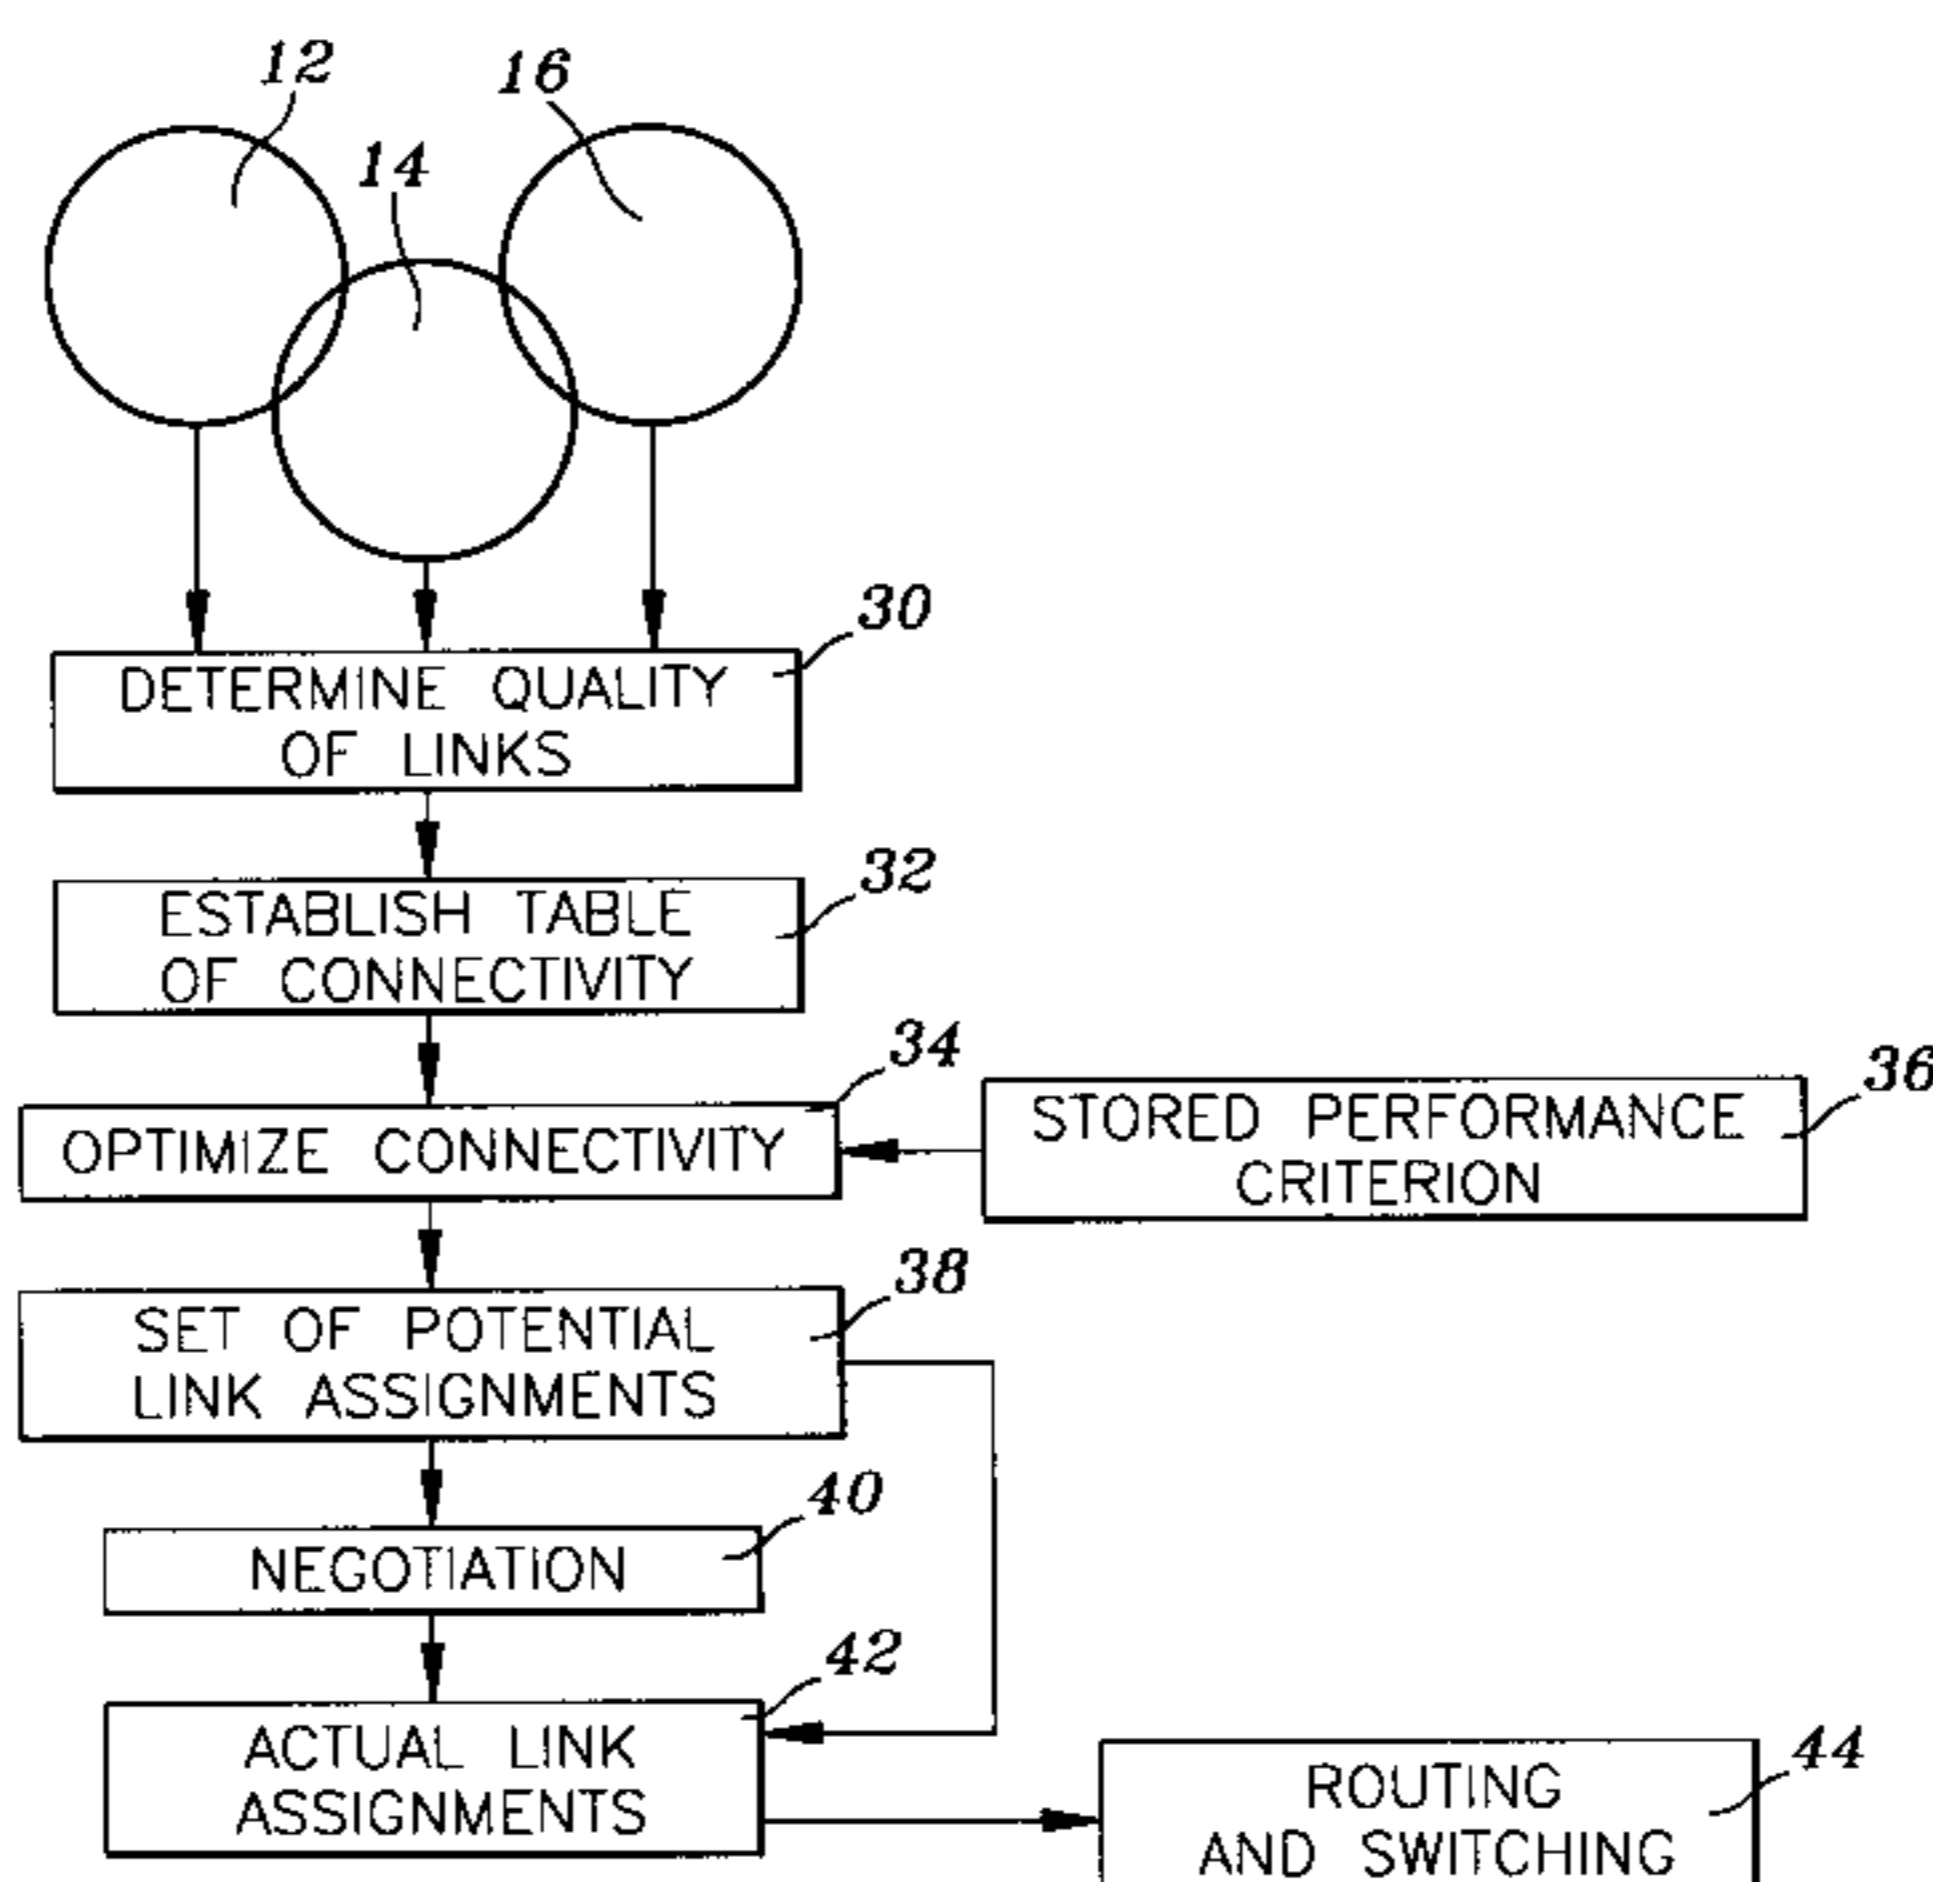 12
16
14
30
DETERMINE QUALITY
OF LINKS
32
ESTABLISH TABLE
OF CONNECTIVITY
34
OPTIMIZE CONNECTIVITY
36
STORED PERFORMANCE
CRITERION
38
SET OF POTENTIAL
LINK ASSIGNMENTS
40
NEGOTIATION
42
ACTUAL LINK
ASSIGNMENTS
44
ROUTING
AND SWITCHING